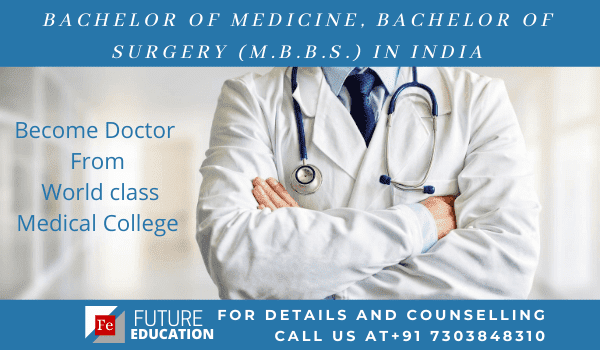 BACHELOR OF MEDICINE, BACHELOR OF
SURGERY (M.B.B.S.) IN INDIA
Become Doctor
From
World class
Medical College
Fe
FUTURE
EDUCATION
FOR DETAILS AND COUNSELLING
CALL US AT+91 7303848310